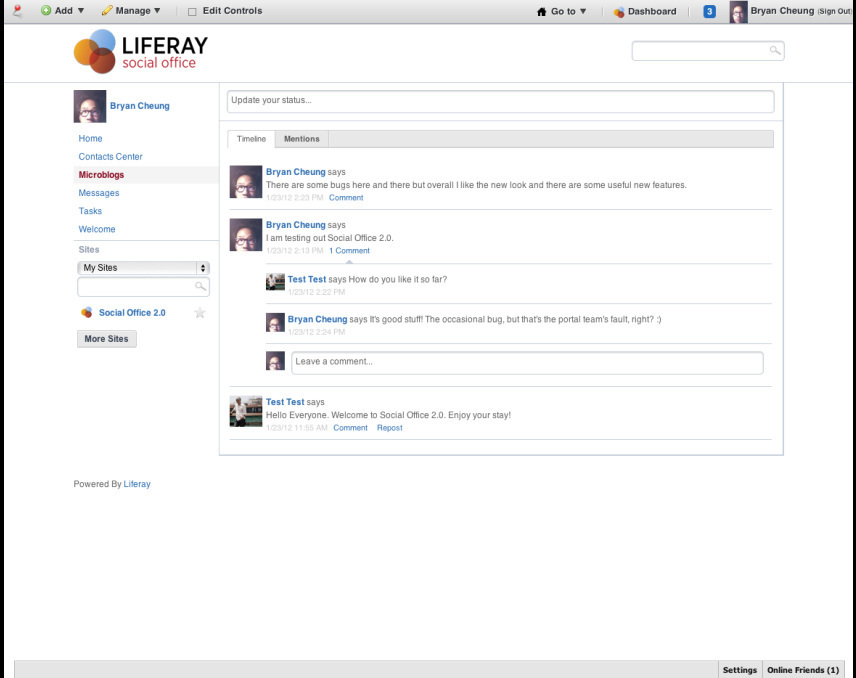 Add ▼ Manage ▼ Edit Controls Go to ▼ Dashboard 3 Bryan Cheung (Sign Out)
LIFERAY
social office
Bryan Cheung
Home
Contacts Center
Microblogs
Messages
Tasks
Welcome
Sites
My Sites
Social Office 2.0
More Sites
Update your status...
Timeline Mentions
Bryan Cheung says
There are some bugs here and there but overall I like the new look and there are some useful new features.
1/23/12 2:23 PM Comment
Bryan Cheung says
I am testing out Social Office 2.0.
1/23/12 2:13 PM 1 Comment
Test Test says How do you like it so far?
1/23/12 2:22 PM
Bryan Cheung says It's good stuff! The occasional bug, but that's the portal team's fault, right? :)
1/23/12 2:24 PM
Leave a comment...
Test Test says
Hello Everyone. Welcome to Social Office 2.0. Enjoy your stay!
1/23/12 11:55 AM Comment Repost
Powered By Liferay
Settings Online Friends (1)